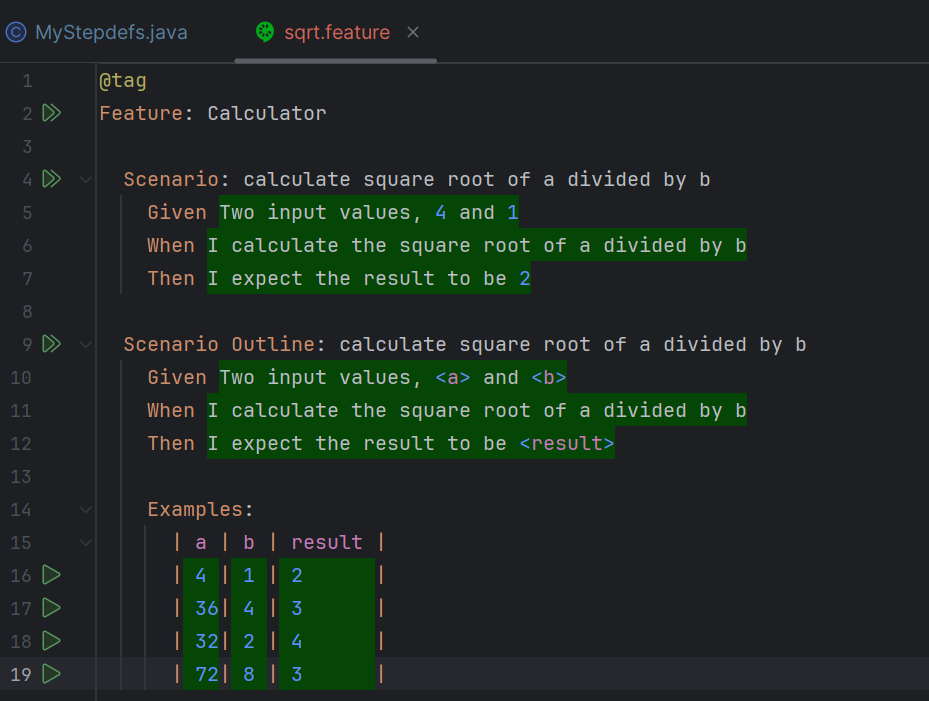 MyStepdefs.java sqrt.feature
1 @tag
2 Feature: Calculator
3
4 Scenario: calculate square root of a divided by b
5 Given Two input values, 4 and 1
6 When I calculate the square root of a divided by b
7 Then I expect the result to be 2
8
9 Scenario Outline: calculate square root of a divided by b
10 Given Two input values, <a> and <b>
11 When I calculate the square root of a divided by b
12 Then I expect the result to be <result>
13
14 Examples:
15 | a | b | result |
16 | 4 | 1 | 2 |
17 | 36| 4 | 3 |
18 | 32| 2 | 4 |
19 | 72| 8 | 3 |